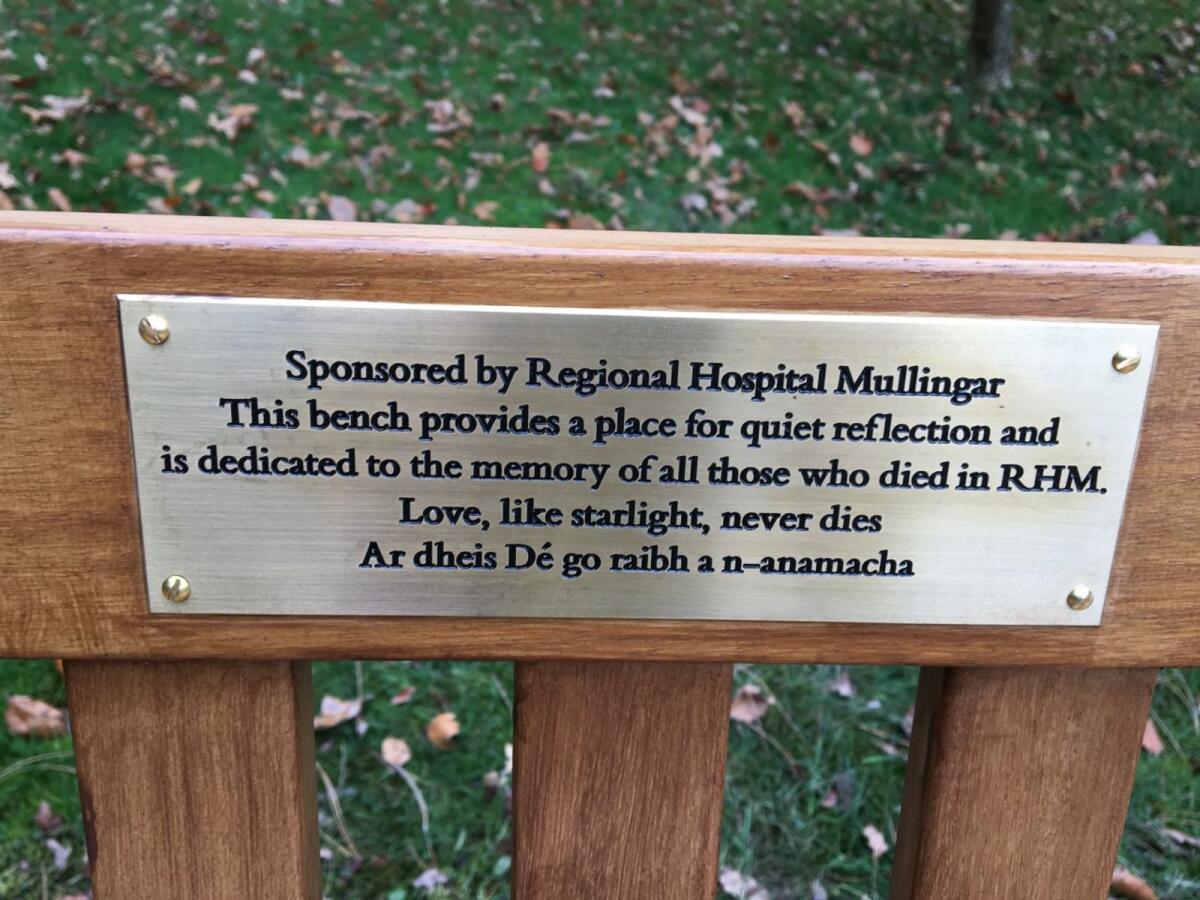 Sponsored by Regional Hospital Mullingar
This bench provides a place for quiet reflection and
is dedicated to the memory of all those who died in RHM.
Love, like starlight, never dies
Ar dheis Dé go raibh a n–anamacha